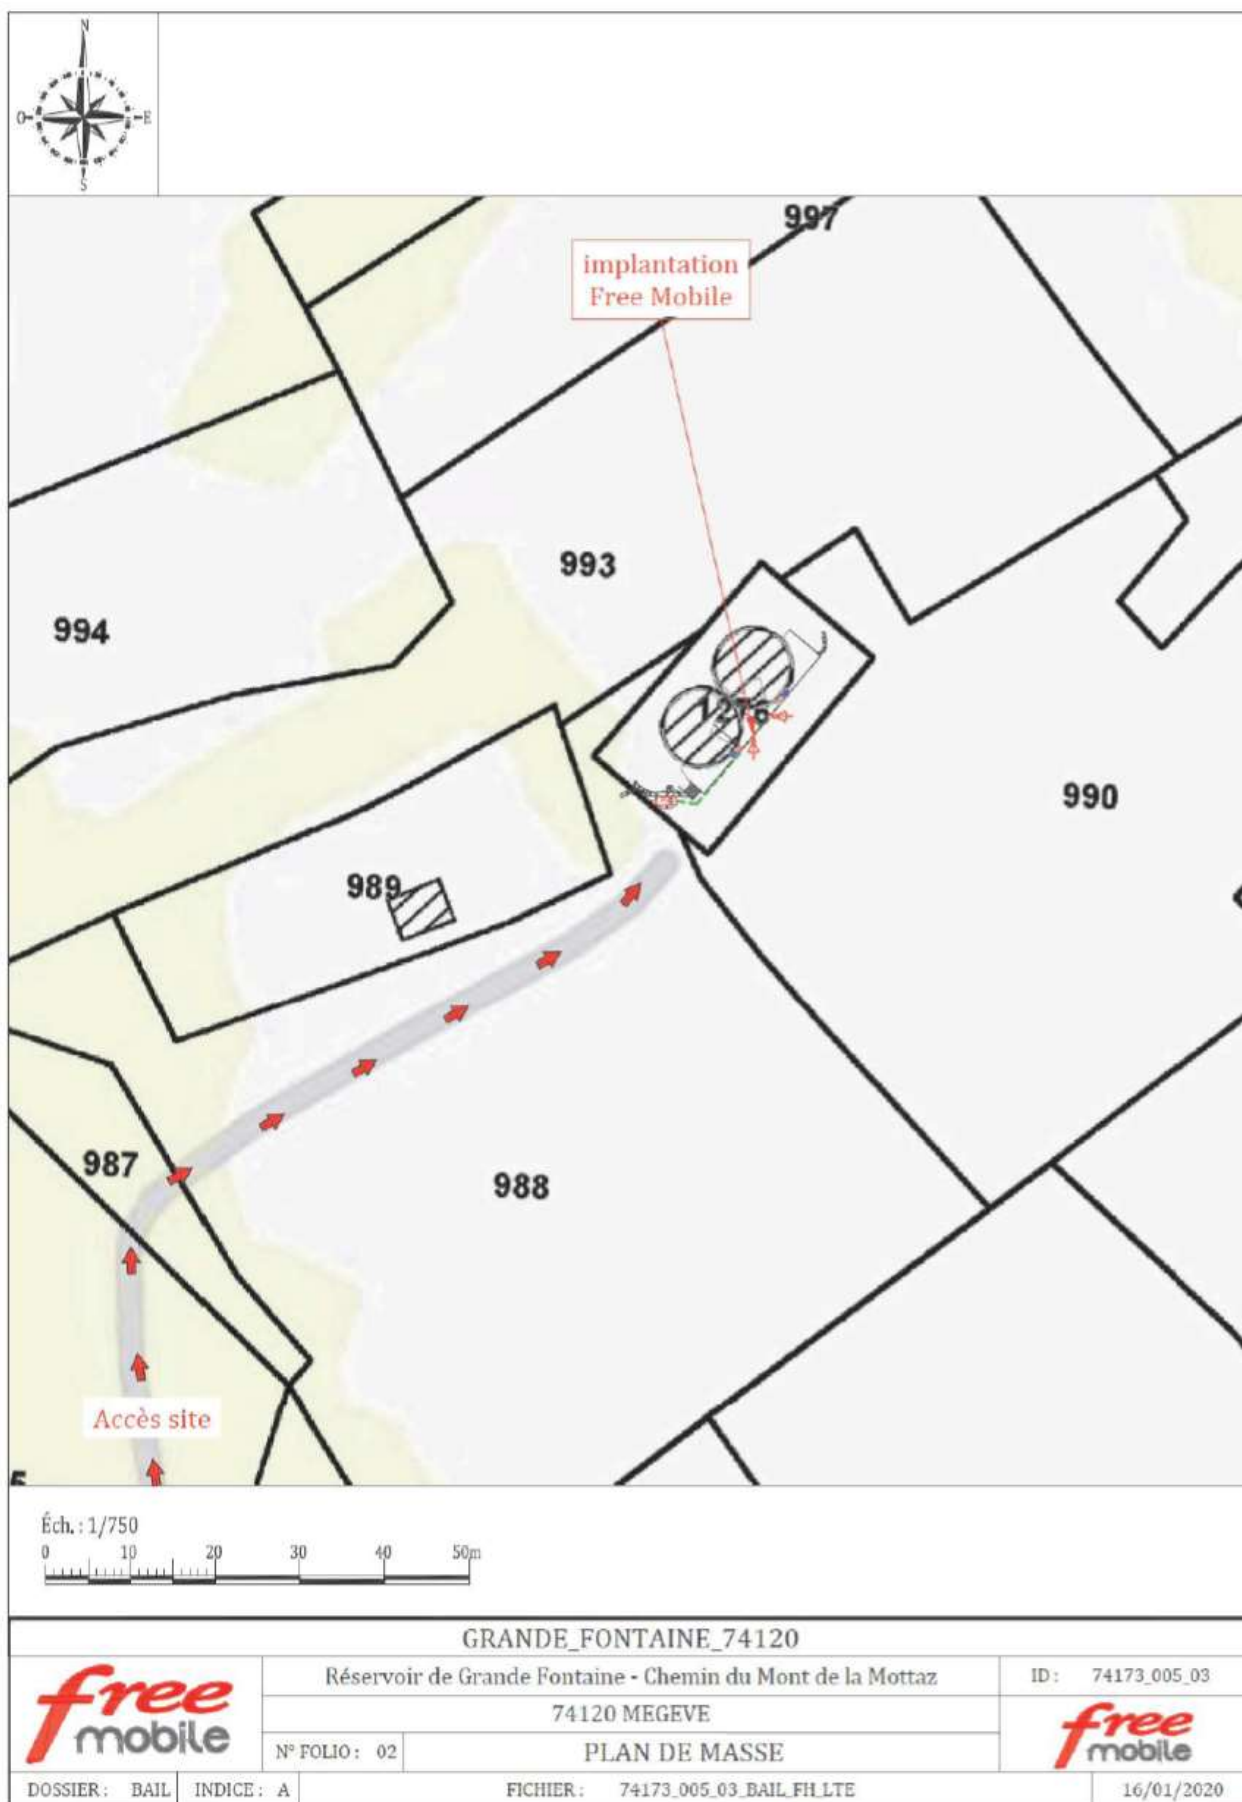 N
O
E
S
997
implantation
Free Mobile
993
994
1276
990
989
987
988
Accès site
5
Éch. : 1/750
0 10 20 30 40 50m
GRANDE_FONTAINE_74120
free
mobile
Réservoir de Grande Fontaine - Chemin du Mont de la Mottaz
ID : 74173_005_03
74120 MEGEVE
free
mobile
N° FOLIO : 02
PLAN DE MASSE
DOSSIER : BAIL
INDICE : A
FICHIER : 74173_005_03_BAIL_FH_LTE
16/01/2020